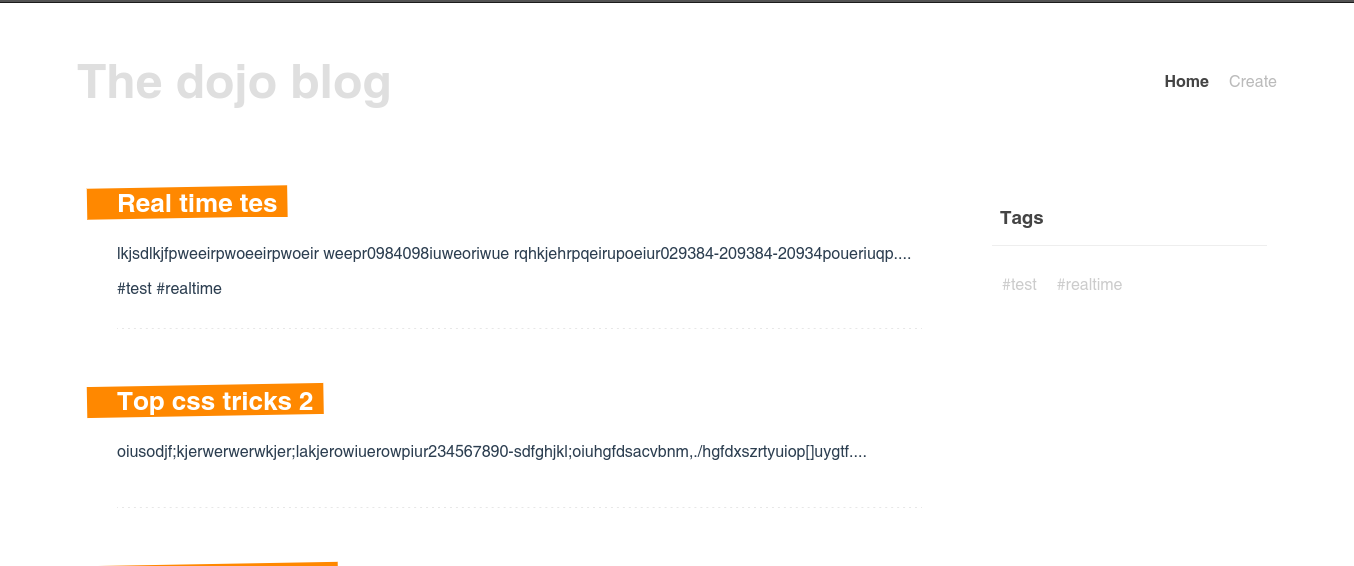 The dojo blog
Home Create
Real time tes
lkjsdlkjfpweeirpwoeeirpwoeir weepr0984098iuweoriwue rqhkjehrpqeirupoeiur029384-209384-20934poueriuqp....
#test #realtime
Tags
#test #realtime
Top css tricks 2
oiusodjf;kjerwerwerwkjer;lakjerowiuerowpiur234567890-sdfghjkl;oiuhgfdsacvbnm,./hgfdxszrtyuiop[]uygtf....